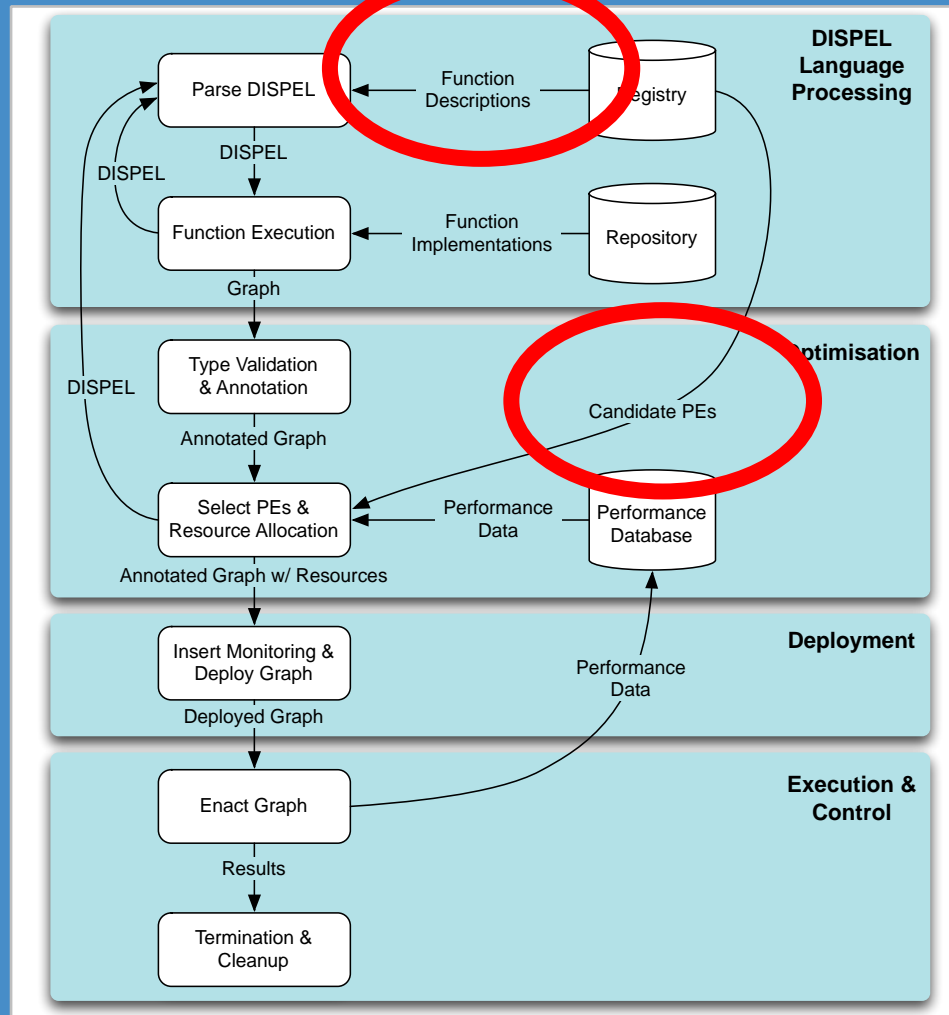 DISPEL
Language
Processing
Parse DISPEL
Function
Descriptions
Registry
DISPEL
DISPEL
Function Execution
Function
Implementations
Repository
Graph
Optimisation
Type Validation
& Annotation
DISPEL
Candidate PEs
Annotated Graph
Select PEs &
Resource Allocation
Performance
Data
Performance
Database
Annotated Graph w/ Resources
Deployment
Insert Monitoring &
Deploy Graph
Performance
Data
Deployed Graph
Execution &
Control
Enact Graph
Results
Termination &
Cleanup